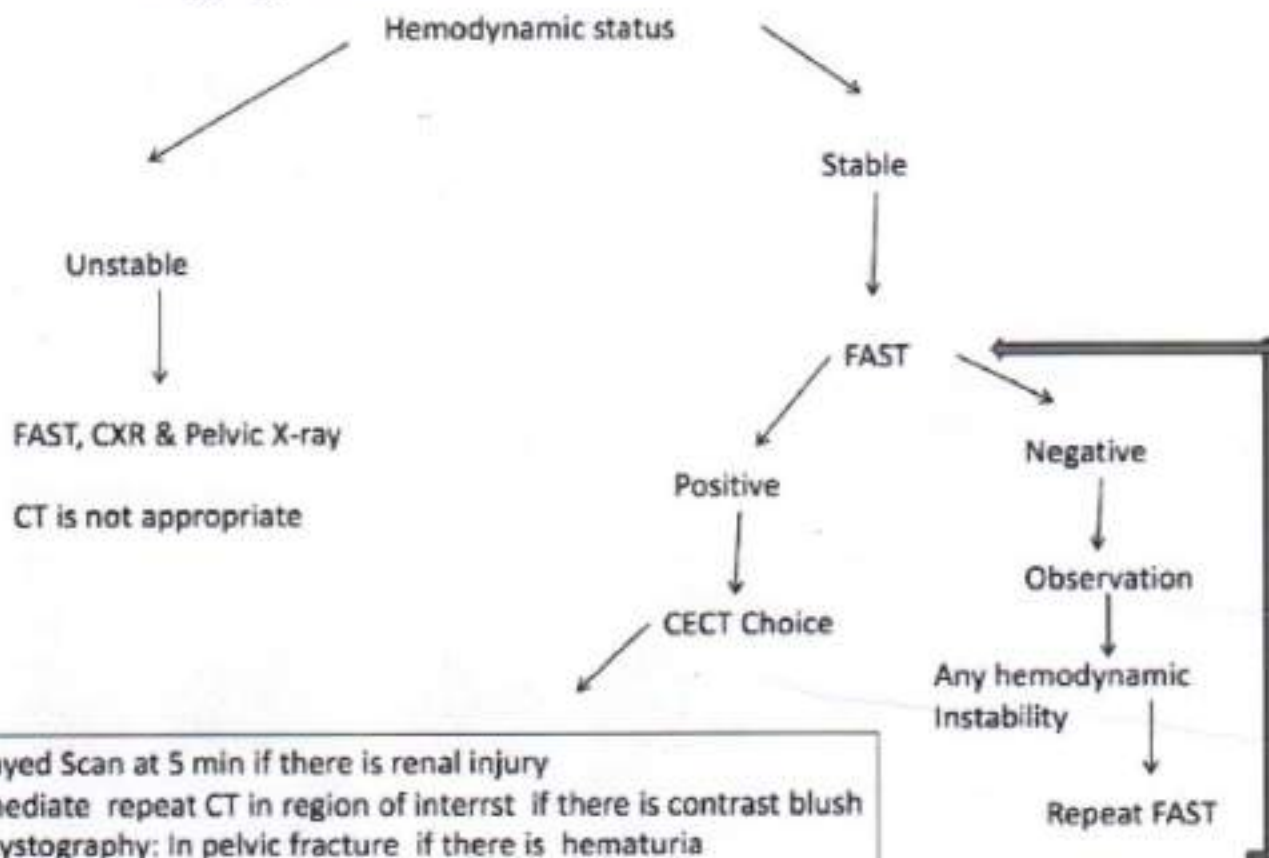 Hemodynamic status
Stable
Unstable
FAST
FAST, CXR & Pelvic X-ray
Negative
Positive
CT is not appropriate
Observation
CECT Choice
Any hemodynamic
Instability
ayed Scan at 5 min if there is renal injury
nediate repeat CT in region of interrst if there is contrast blush
Repeat FAST
ystography: In pelvic fracture if there is hematuria